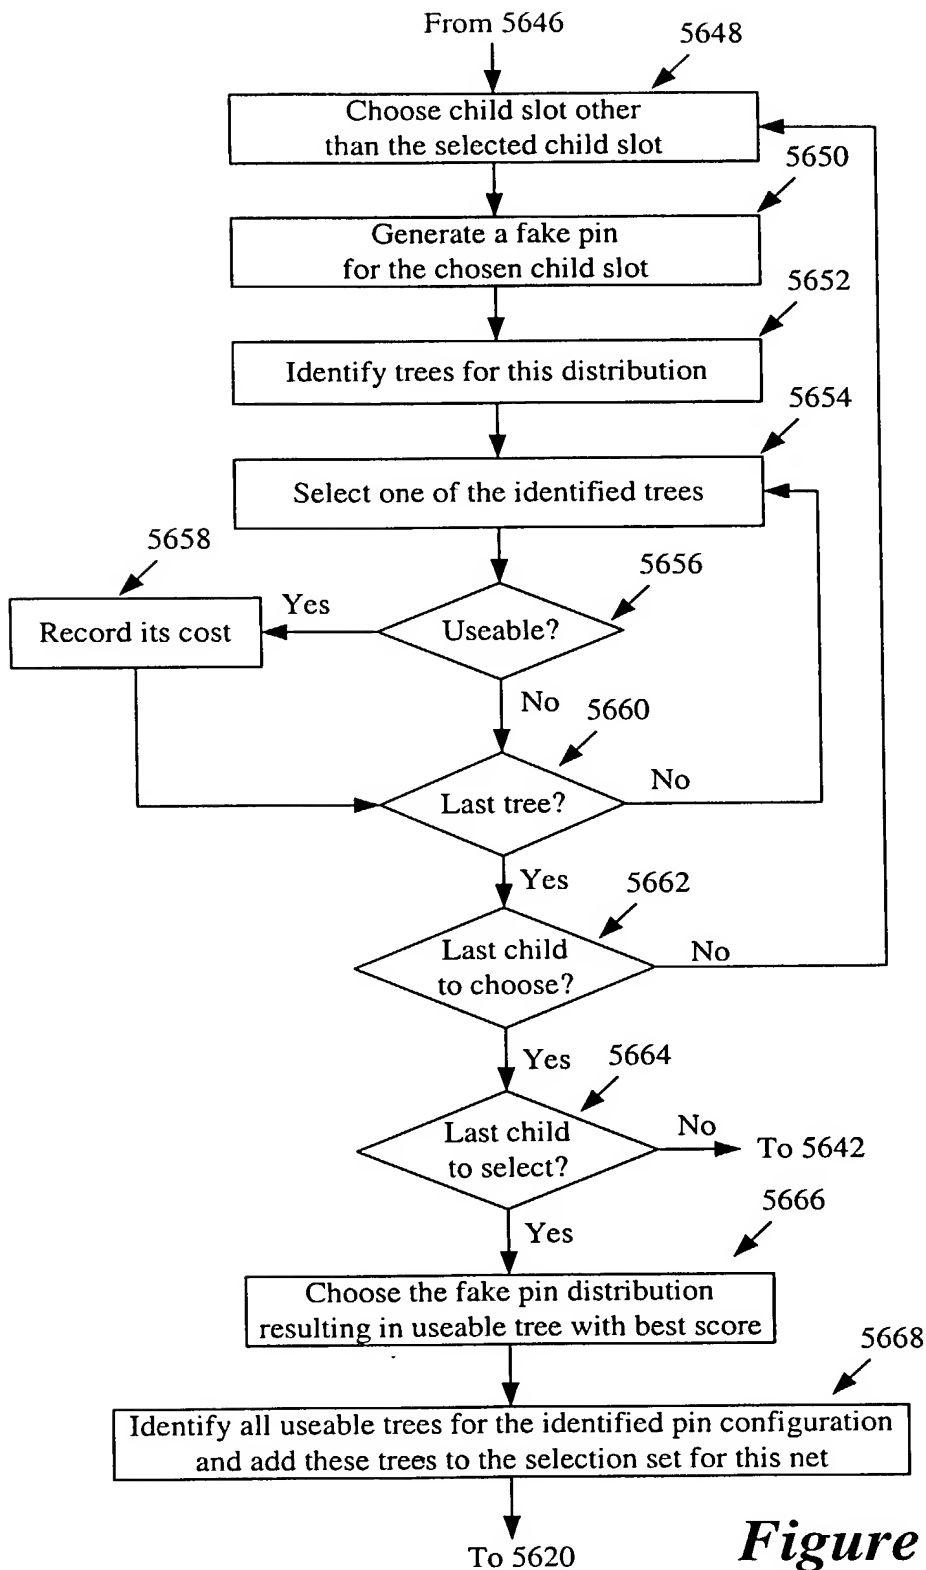 From 5646
5648
Choose child slot other
than the selected child slot
5650
Generate a fake pin
for the chosen child slot
5652
Identify trees for this distribution
5654
Select one of the identified trees
5658
5656
Record its cost
Yes
Useable?
No
5660
Last tree?
No
Yes
5662
Last child
to choose?
No
Yes
5664
Last child
to select?
No
To 5642
5666
Yes
Choose the fake pin distribution
resulting in useable tree with best score
5668
Identify all useable trees for the identified pin configuration
and add these trees to the selection set for this net
To 5620
Figure